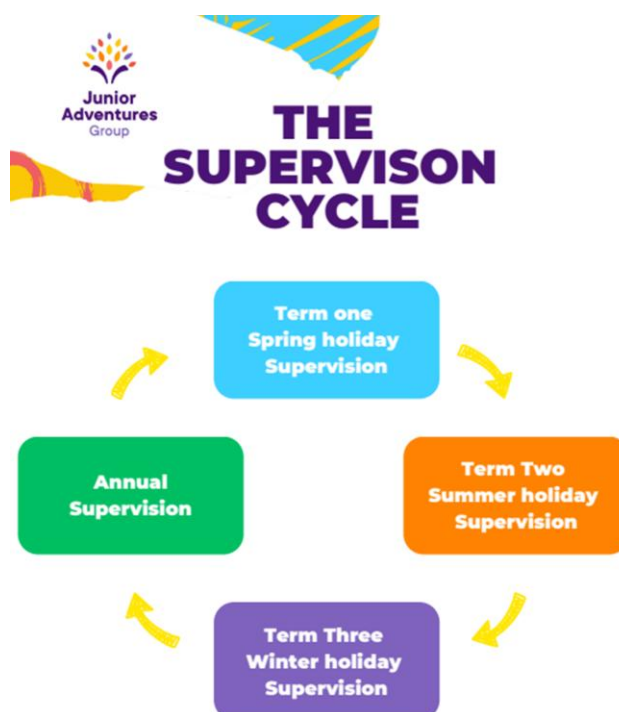 Junior
Adventures
Group
THE
SUPERVISON
CYCLE
Term one
Spring holiday
Supervision
Term Two
Summer holiday
Supervision
Term Three
Winter holiday
Supervision
Annual
Supervision